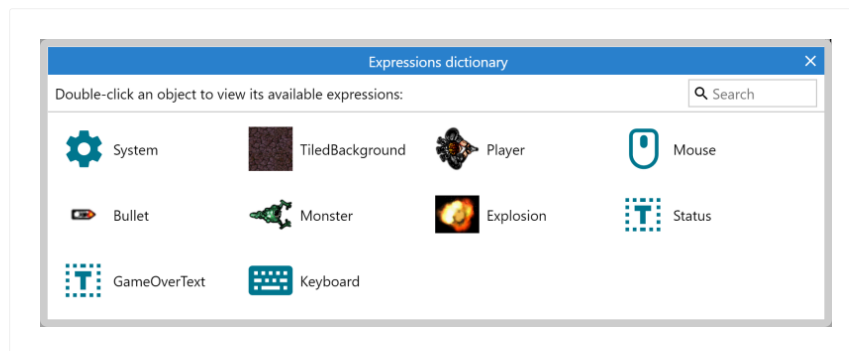 Expressions dictionary
Double-click an object to view its available expressions:
Search
System
TiledBackground
Player
Mouse
Bullet
Monster
Explosion
Status
GameOverText
Keyboard